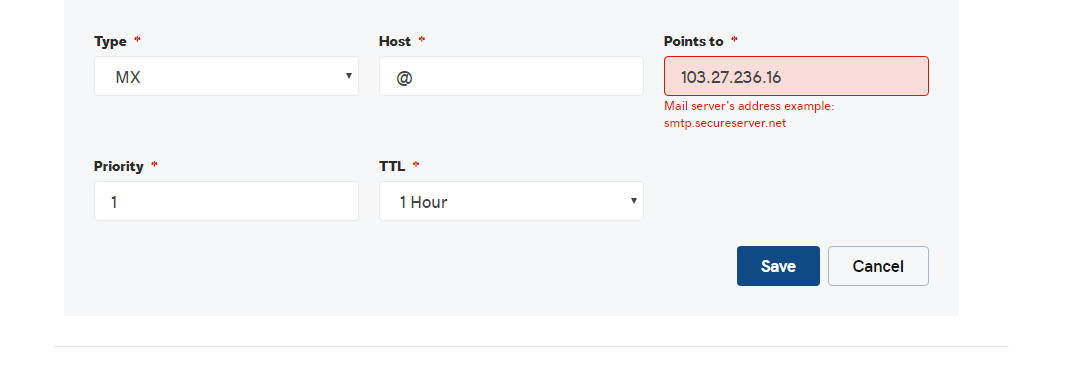 Type * Host * Points to *
MX @ 103.27.236.16
Mail server's address example:
smtp.secureserver.net
Priority * TTL *
1 1 Hour
Save Cancel